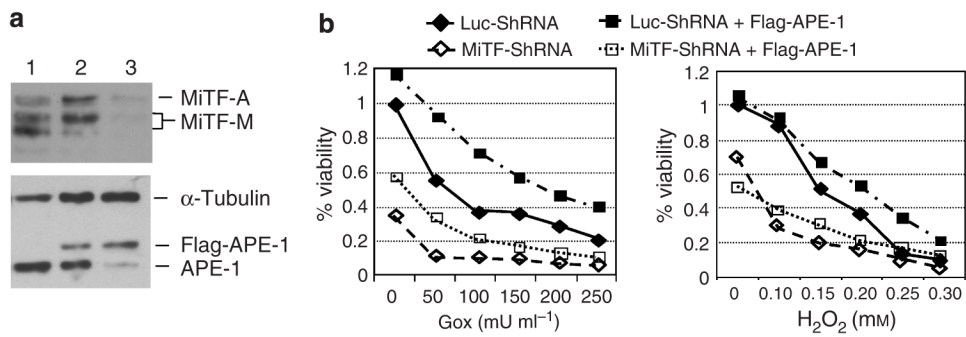 a
1 2 3
MiTF-A
MiTF-M
α-Tubulin
Flag-APE-1
APE-1
b
Luc-ShRNA
Luc-ShRNA + Flag-APE-1
MiTF-ShRNA
MiTF-ShRNA + Flag-APE-1
% viability
1.2
1
0.8
0.6
0.4
0.2
0
0 50 100 150 200 250
Gox (mU ml⁻¹)
% viability
1.2
1
0.8
0.6
0.4
0.2
0
0 0.10 0.15 0.20 0.25 0.30
H₂O₂ (mM)